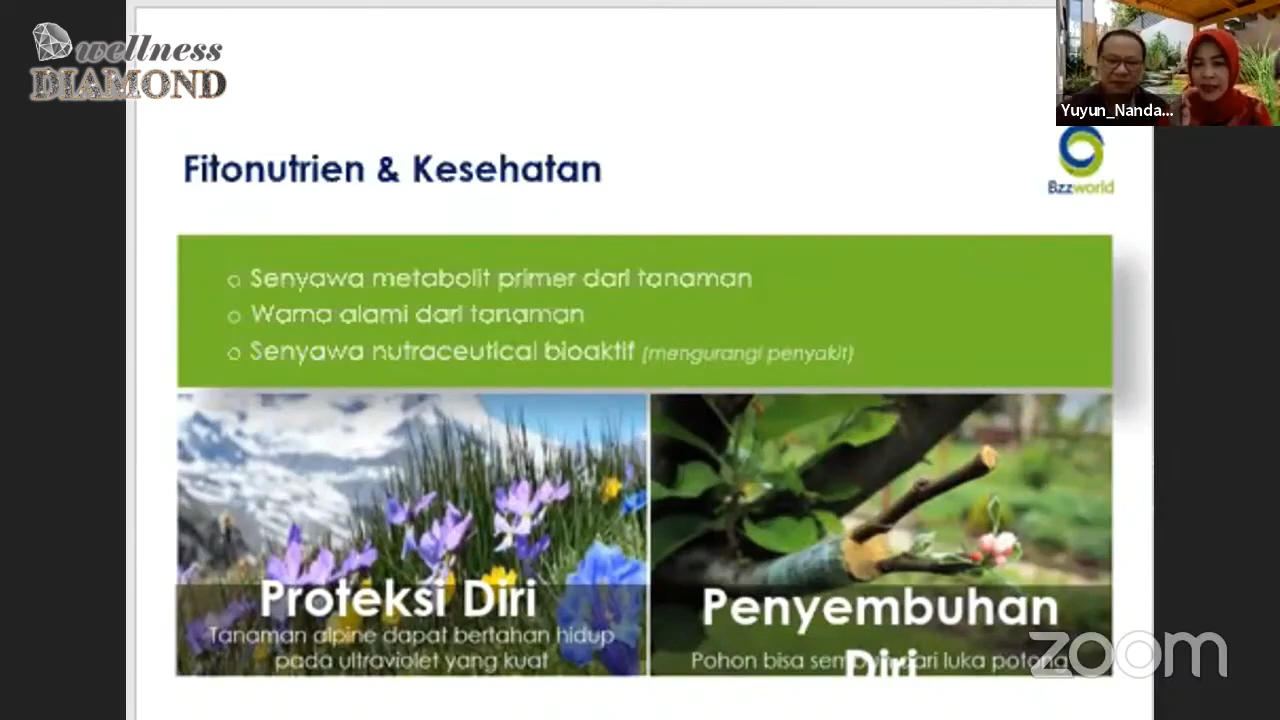 wellness
DIAMOND
Yuyun_Nanda...
Bzzworld
Fitonutrien & Kesehatan
Senyawa metabolit primer dari tanaman
Warna alami dari tanaman
Senyawa nutraceutical bioaktif (mengurangi penyakit)
Proteksi Diri
Tanaman alpine dapat bertahan hidup
pada ultraviolet yang kuat
Penyembuhan
Diri
Pohon bisa sembuh dari luka potong
zoom